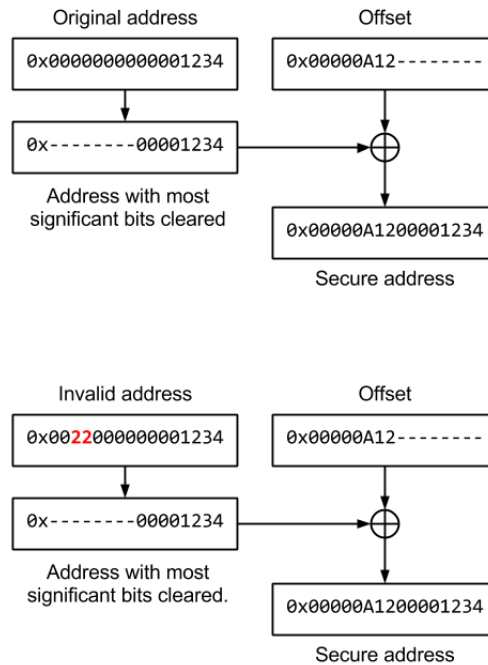 Original address
Offset
0x0000000000001234
0x00000A12--------
0x--------00001234
Address with most
significant bits cleared
0x00000A1200001234
Secure address
Invalid address
Offset
0x0022000000001234
0x00000A12--------
0x--------00001234
Address with most
significant bits cleared.
0x00000A1200001234
Secure address